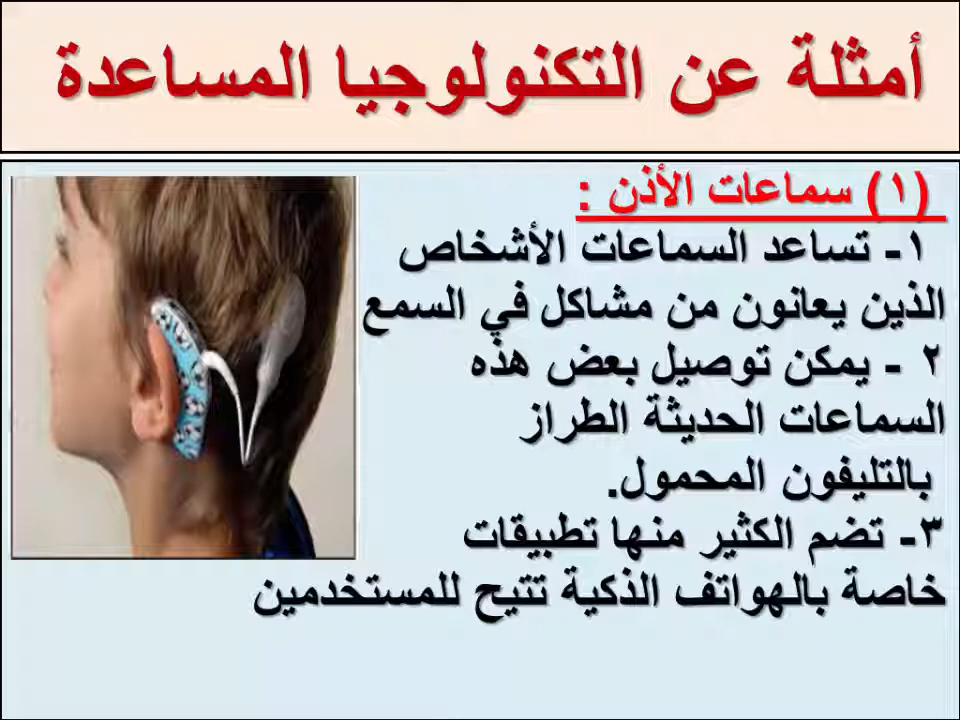 أمثلة عن التكنولوجيا المساعدة
(١) سماعات الأذن :
١- تساعد السماعات الأشخاص
الذين يعانون من مشاكل في السمع
٢ - يمكن توصيل بعض هذه
السماعات الحديثة الطراز
بالتليفون المحمول.
٣- تضم الكثير منها تطبيقات
خاصة بالهواتف الذكية تتيح للمستخدمين